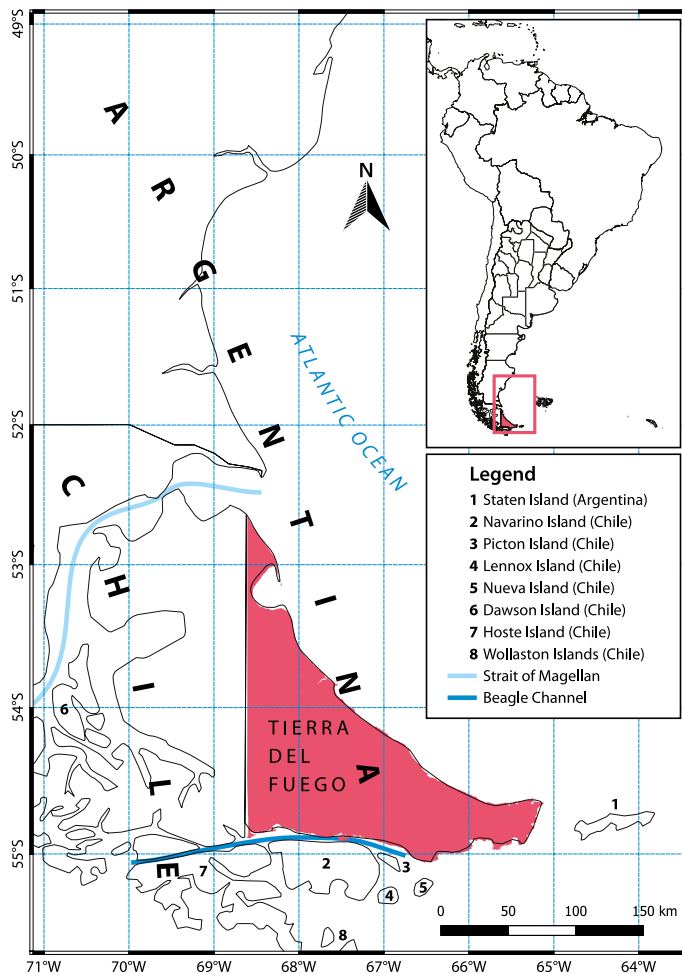 49°S
50°S
51°S
52°S
53°S
54°S
55°S
ARGENTINA
CHILE
N
ATLANTIC OCEAN
TIERRA
DEL
FUEGO
6
7
2
3
4
5
8
1
Legend
1 Staten Island (Argentina)
2 Navarino Island (Chile)
3 Picton Island (Chile)
4 Lennox Island (Chile)
5 Nueva Island (Chile)
6 Dawson Island (Chile)
7 Hoste Island (Chile)
8 Wollaston Islands (Chile)
Strait of Magellan
Beagle Channel
0 50 100 150 km
71°W 70°W 69°W 68°W 67°W 66°W 65°W 64°W